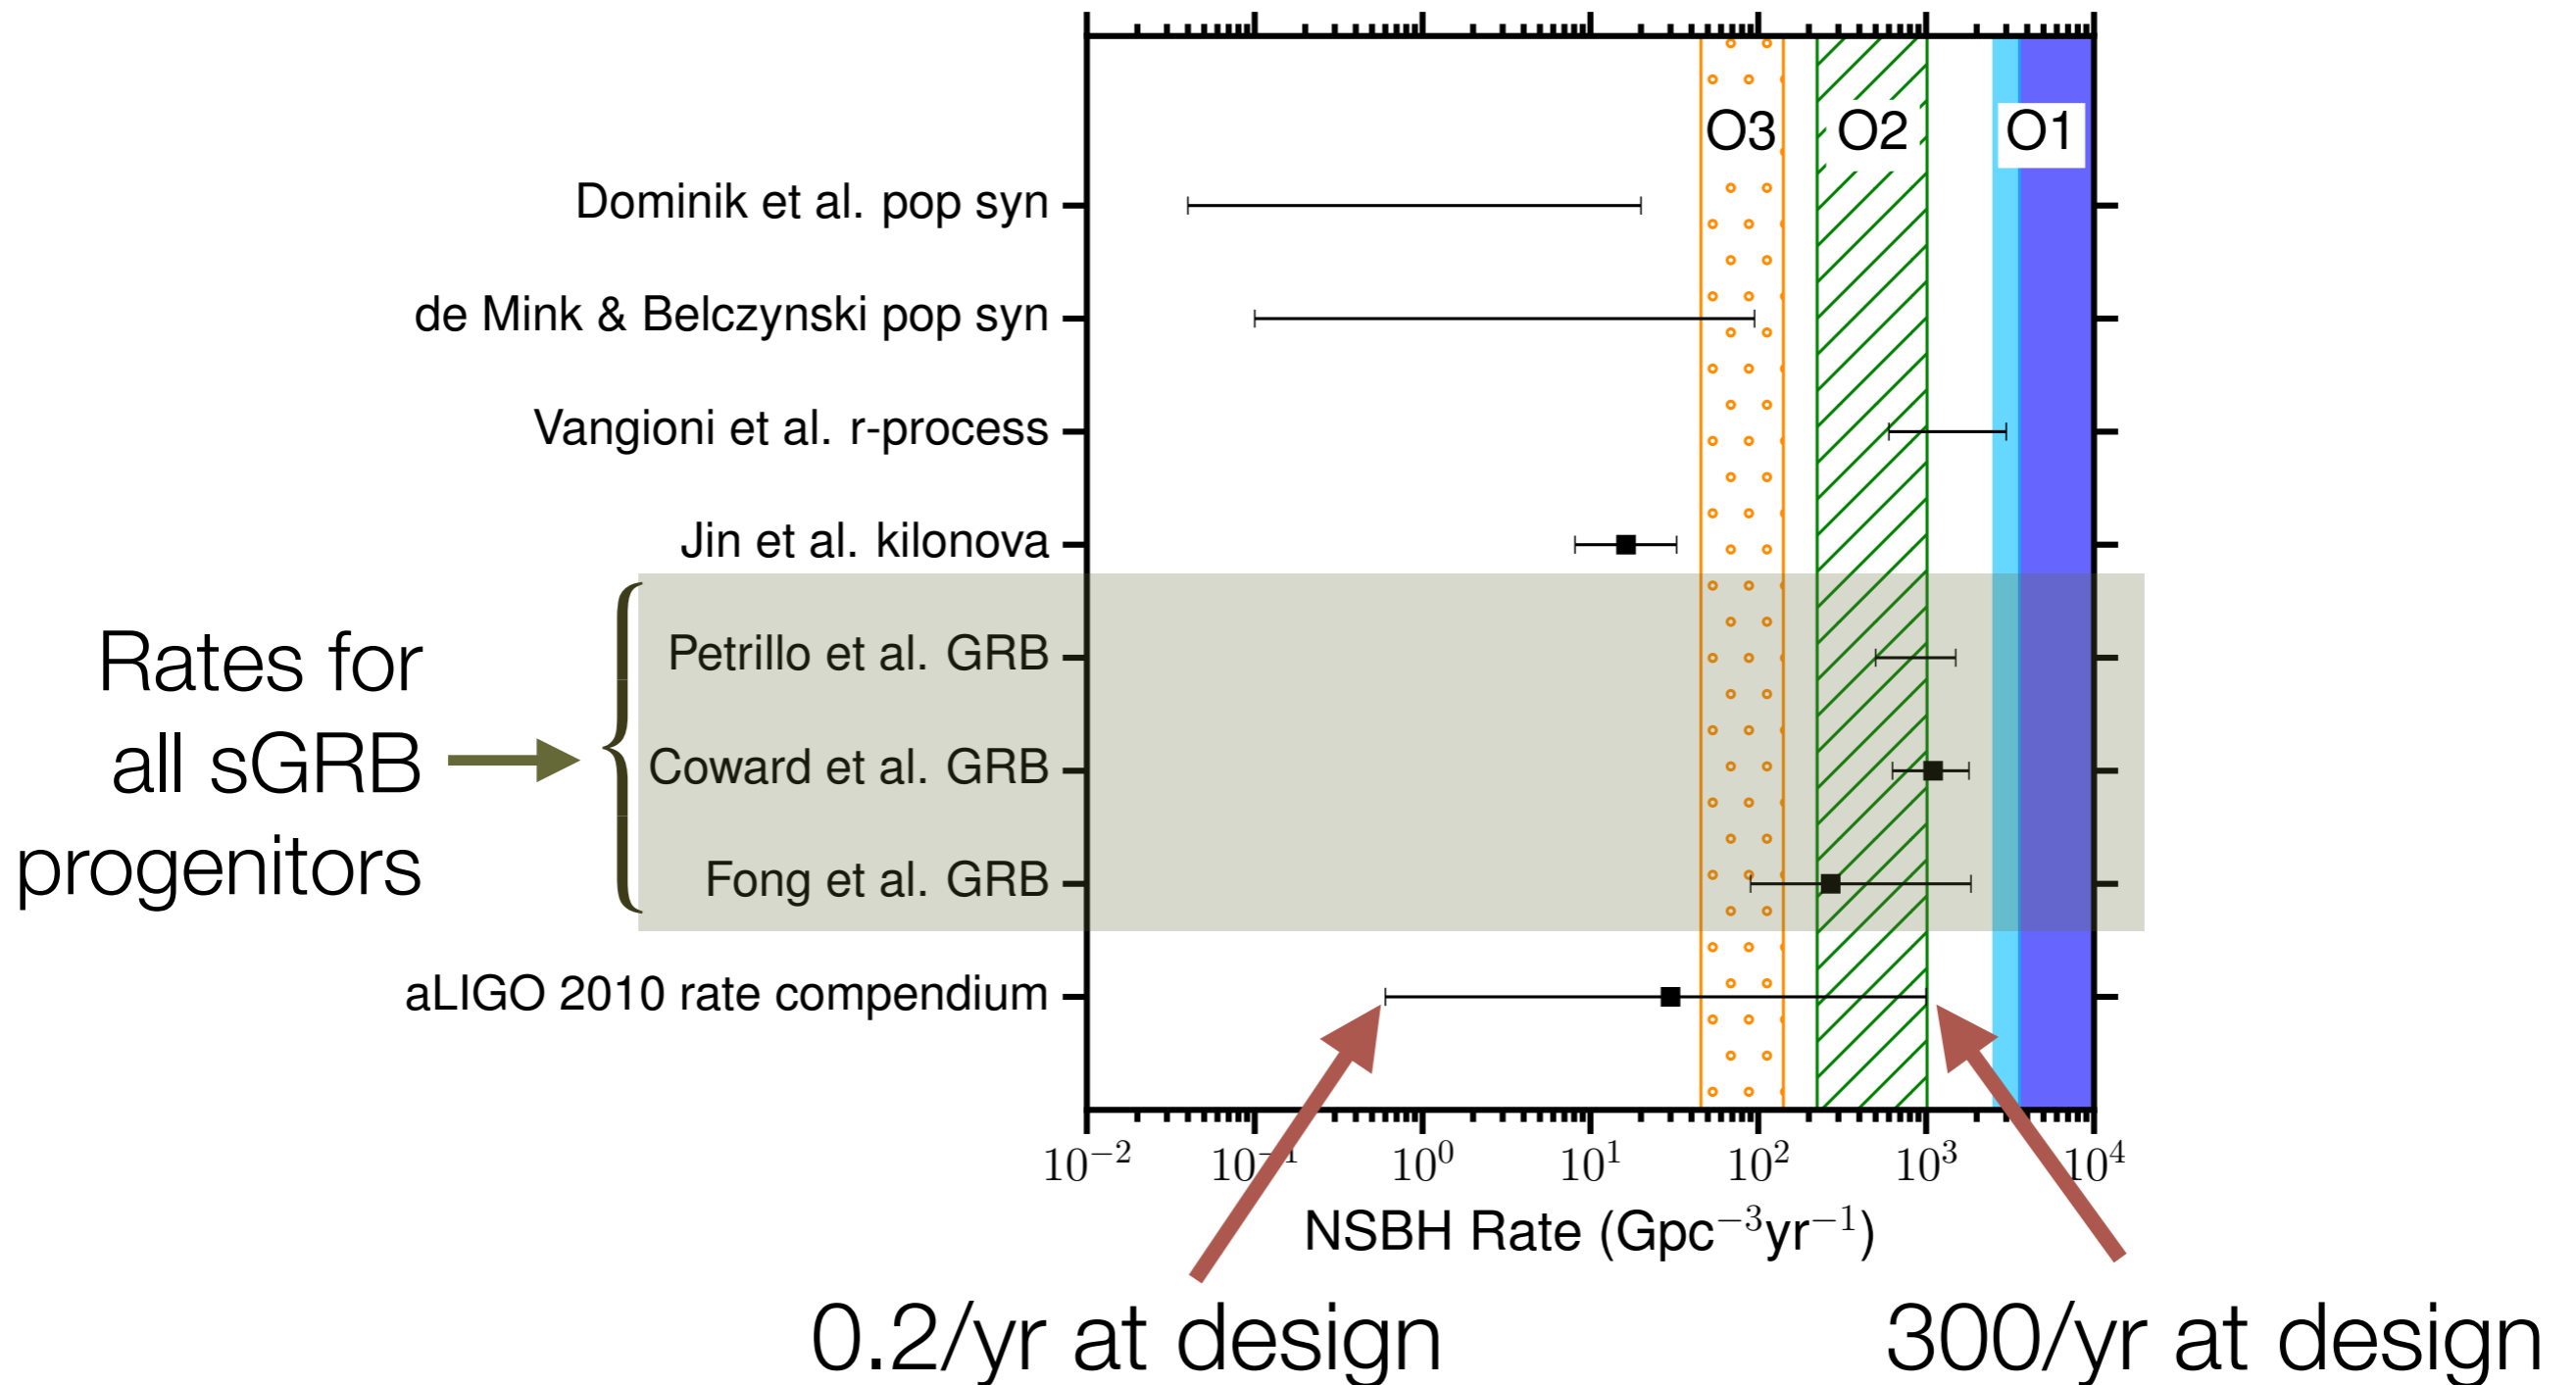 O3 O2 O1
Dominik et al. pop syn
de Mink & Belczynski pop syn
Vangioni et al. r-process
Jin et al. kilonova
Rates for
all sGRB
progenitors
Petrillo et al. GRB
Coward et al. GRB
Fong et al. GRB
aLIGO 2010 rate compendium
10⁻² 10⁻¹ 10⁰ 10¹ 10² 10³ 10⁴
NSBH Rate (Gpc⁻³yr⁻¹)
0.2/yr at design
300/yr at design